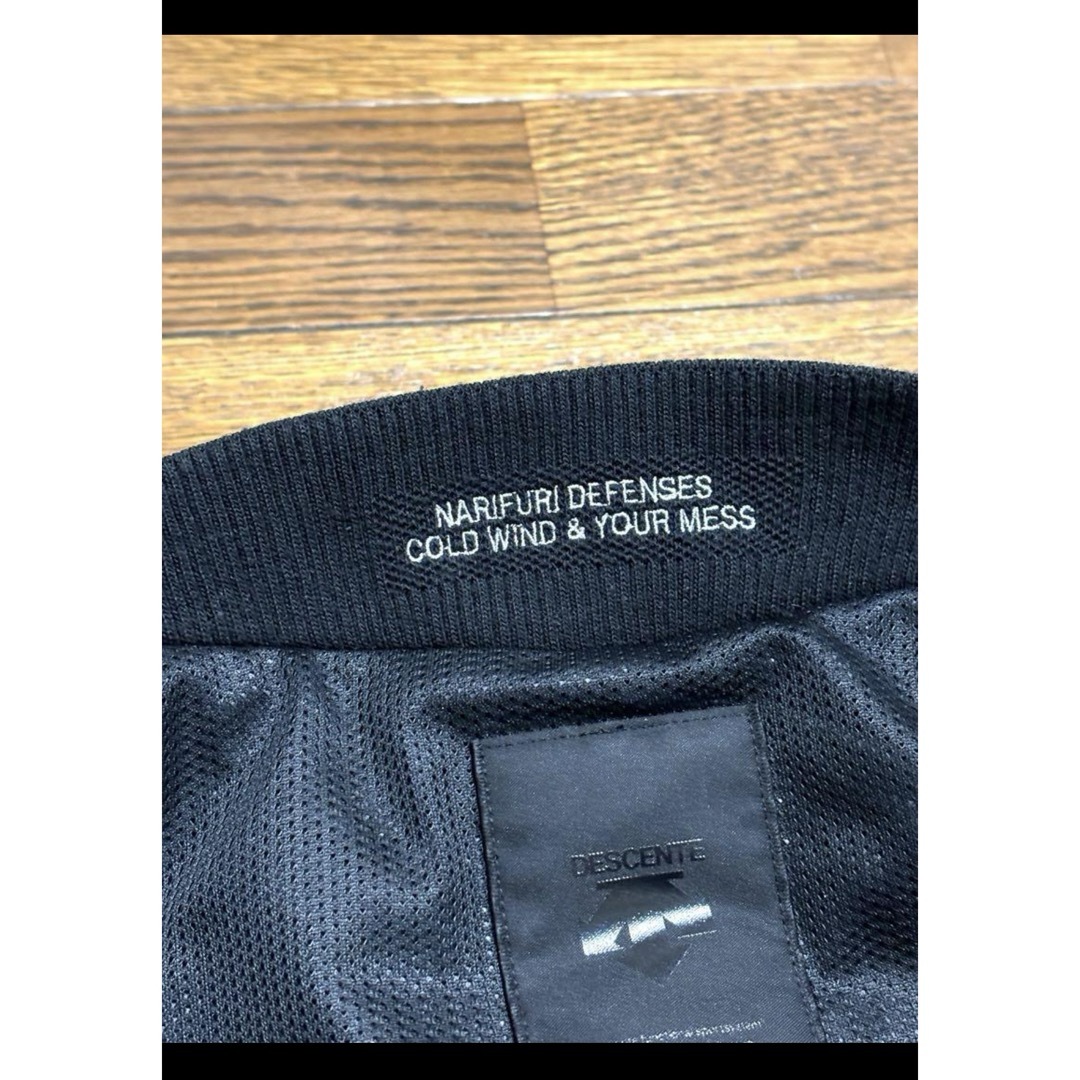 NARIFURI DEFENSES
COLD WIND & YOUR MESS
DESCENTE